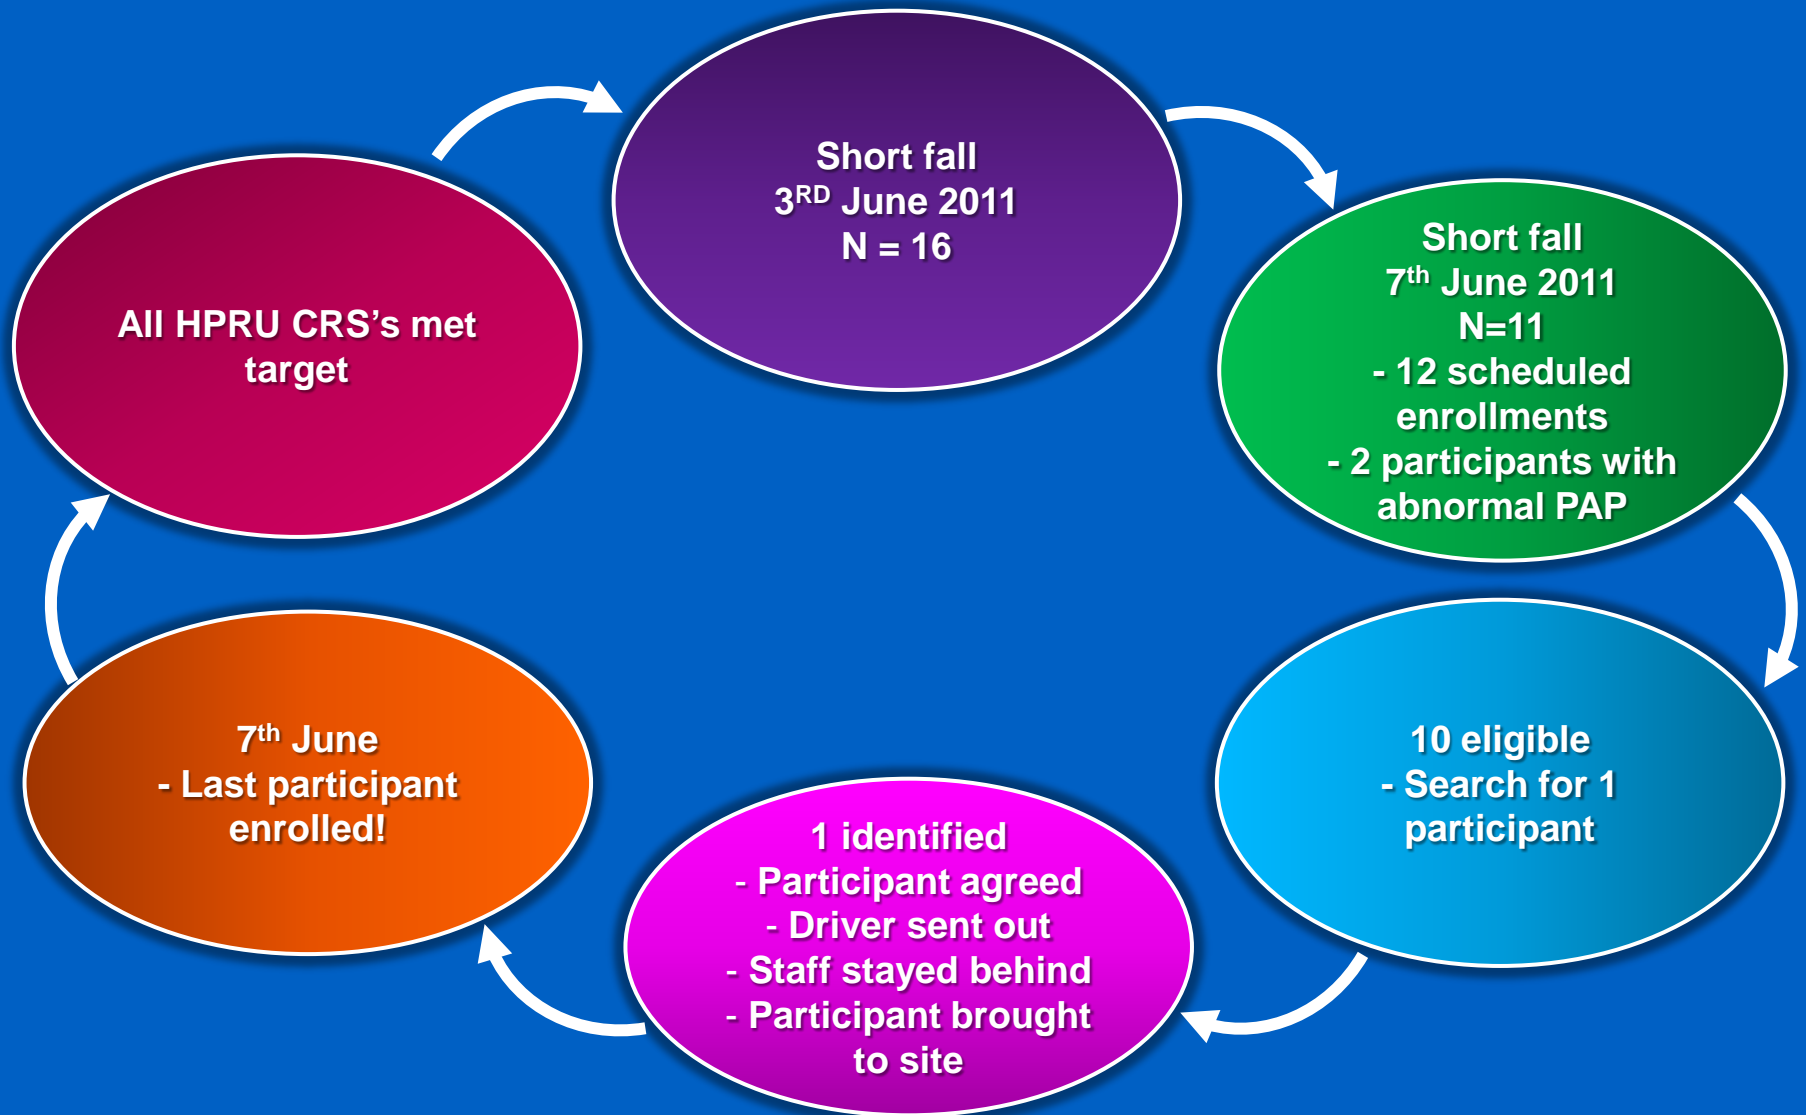 Short fall
3RD June 2011
N = 16
Short fall
7th June 2011
N=11
- 12 scheduled
enrollments
- 2 participants with
abnormal PAP
10 eligible
- Search for 1
participant
1 identified
- Participant agreed
- Driver sent out
- Staff stayed behind
- Participant brought
to site
7th June
- Last participant
enrolled!
All HPRU CRS’s met
target